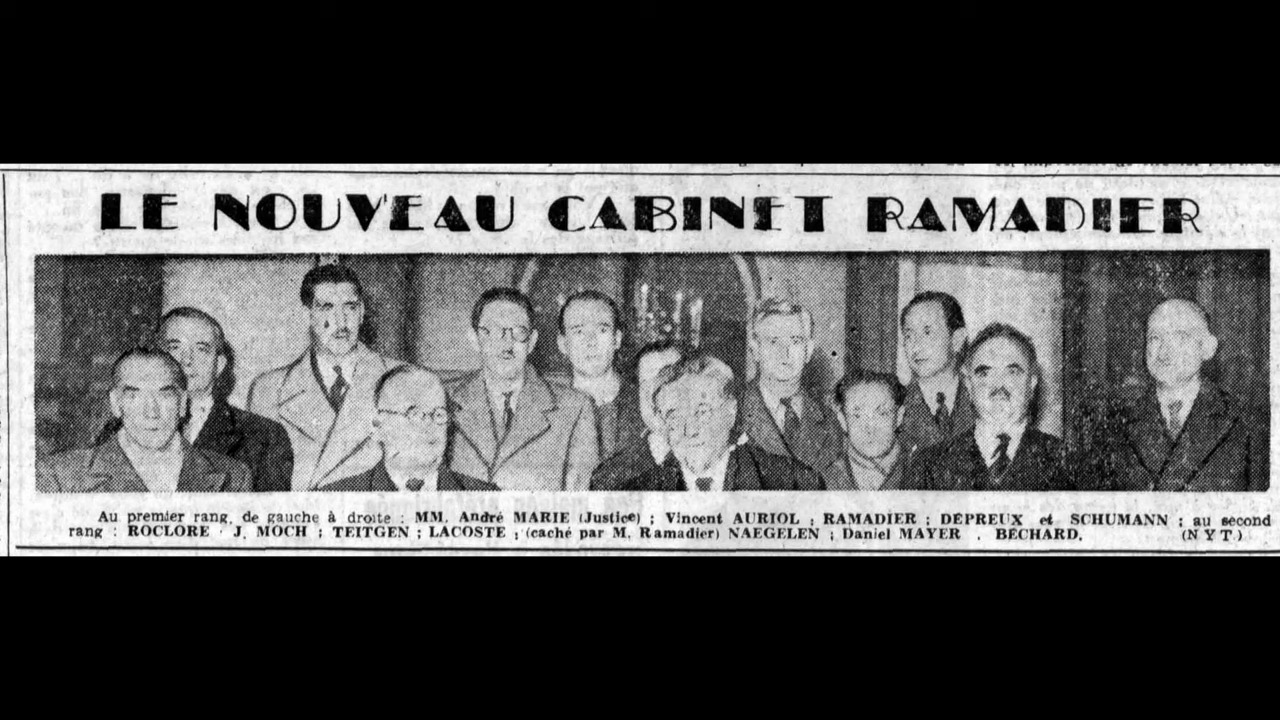 LE NOUVEAU CABINET RAMADIER
Au premier rang, de gauche à droite : MM. André MARIE (Justice) ; Vincent AURIOL ; RAMADIER ; DEPREUX et SCHUMANN ; au second
rang : ROCLORE · J. MOCH ; TEITGEN ; LACOSTE ; (caché par M. Ramadier) NAEGELEN ; Daniel MAYER . BECHARD. (N Y T)